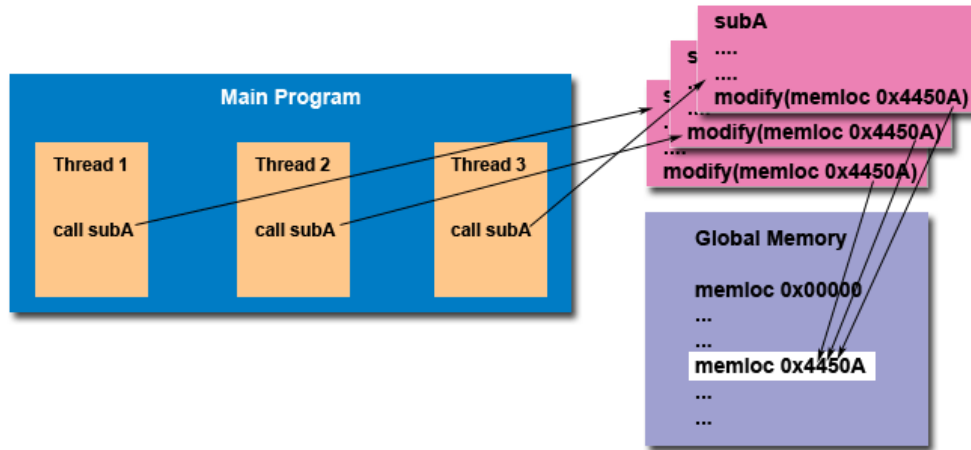 Main Program
Thread 1
call subA
Thread 2
call subA
Thread 3
call subA
subA
....
....
modify(memloc 0x4450A)
s
..
....
modify(memloc 0x4450A)
s
..
....
modify(memloc 0x4450A)
Global Memory
memloc 0x00000
...
...
memloc 0x4450A
...
...